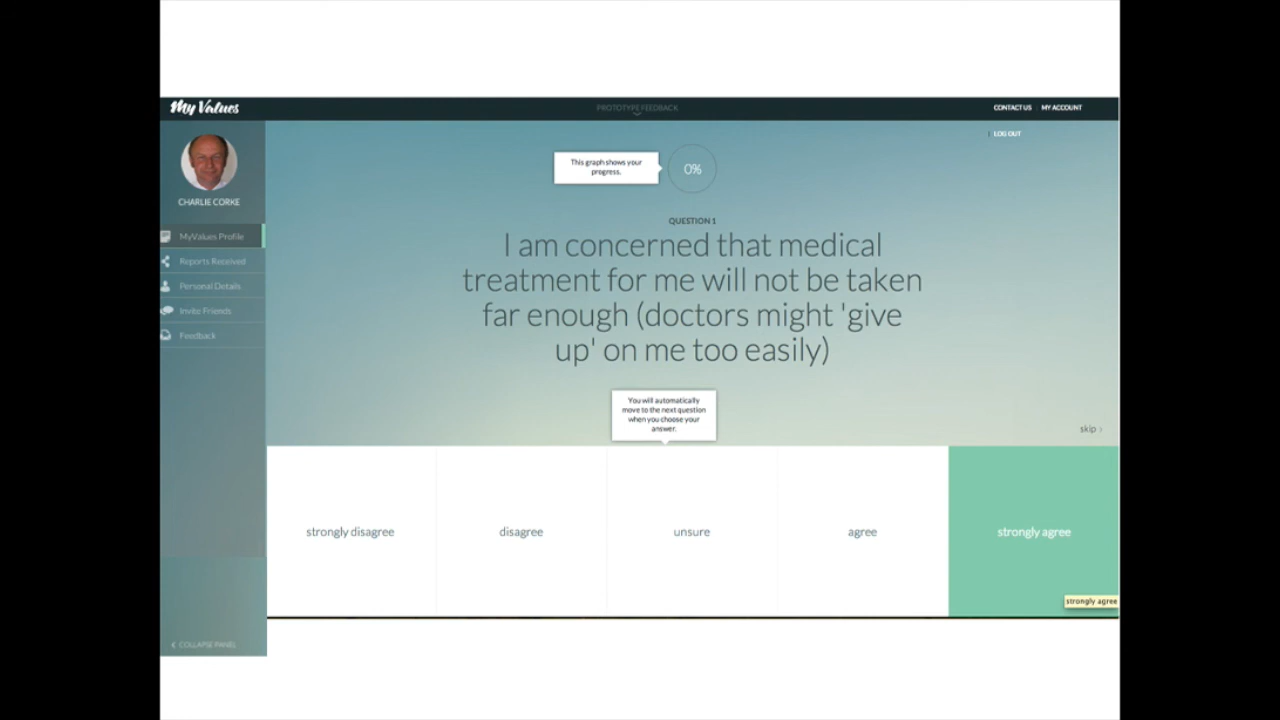 My Values
PROTOTYPE FEEDBACK
CONTACT US
MY ACCOUNT
| LOG OUT
CHARLIE CORKE
MyValues Profile
Reports Received
Personal Details
Invite Friends
Feedback
COLLAPSE PANEL
This graph shows your
progress.
0%
QUESTION 1
I am concerned that medical
treatment for me will not be taken
far enough (doctors might 'give
up' on me too easily)
You will automatically
move to the next question
when you choose your
answer.
skip ›
strongly disagree
disagree
unsure
agree
strongly agree
strongly agree